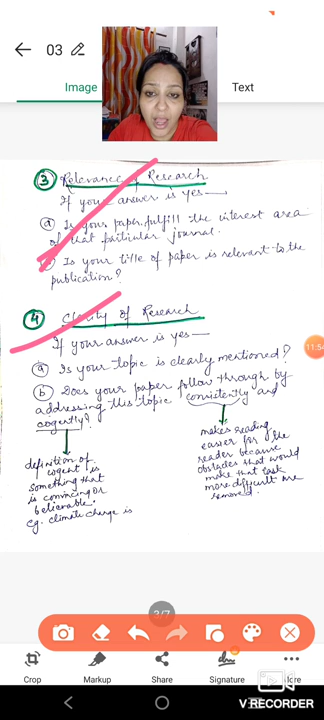 03
Image
Text
③ Relevance of Research
If your answer is yes
ⓐ Is your paper fulfill the interest area
of that particular journal.
Is your title of paper is relevant to the
publication?
④ Clarity of Research
If your answer is yes
ⓐ Is your topic is clearly mentioned?
ⓑ Does your paper follow through by
addressing this topic consistently and
cogently?
definition of
cogent is
something that
is convincing or
believable.
eg. climate change is
makes reading
easier for the
reader because
obstacles that would
make that task
more difficult are
removed.
11:54
3/7
Crop
Markup
Share
Signature
More
V RECORDER